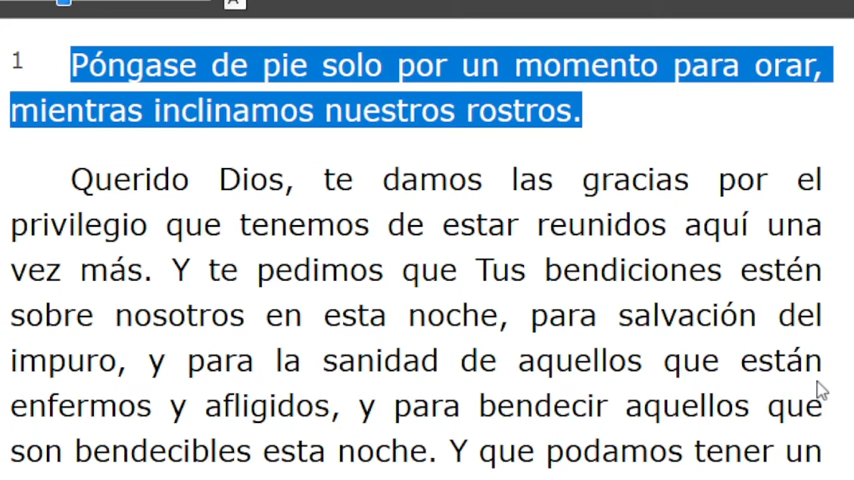 A
1 Póngase de pie solo por un momento para orar,
mientras inclinamos nuestros rostros.
Querido Dios, te damos las gracias por el
privilegio que tenemos de estar reunidos aquí una
vez más. Y te pedimos que Tus bendiciones estén
sobre nosotros en esta noche, para salvación del
impuro, y para la sanidad de aquellos que están
enfermos y afligidos, y para bendecir aquellos que
son bendecibles esta noche. Y que podamos tener un